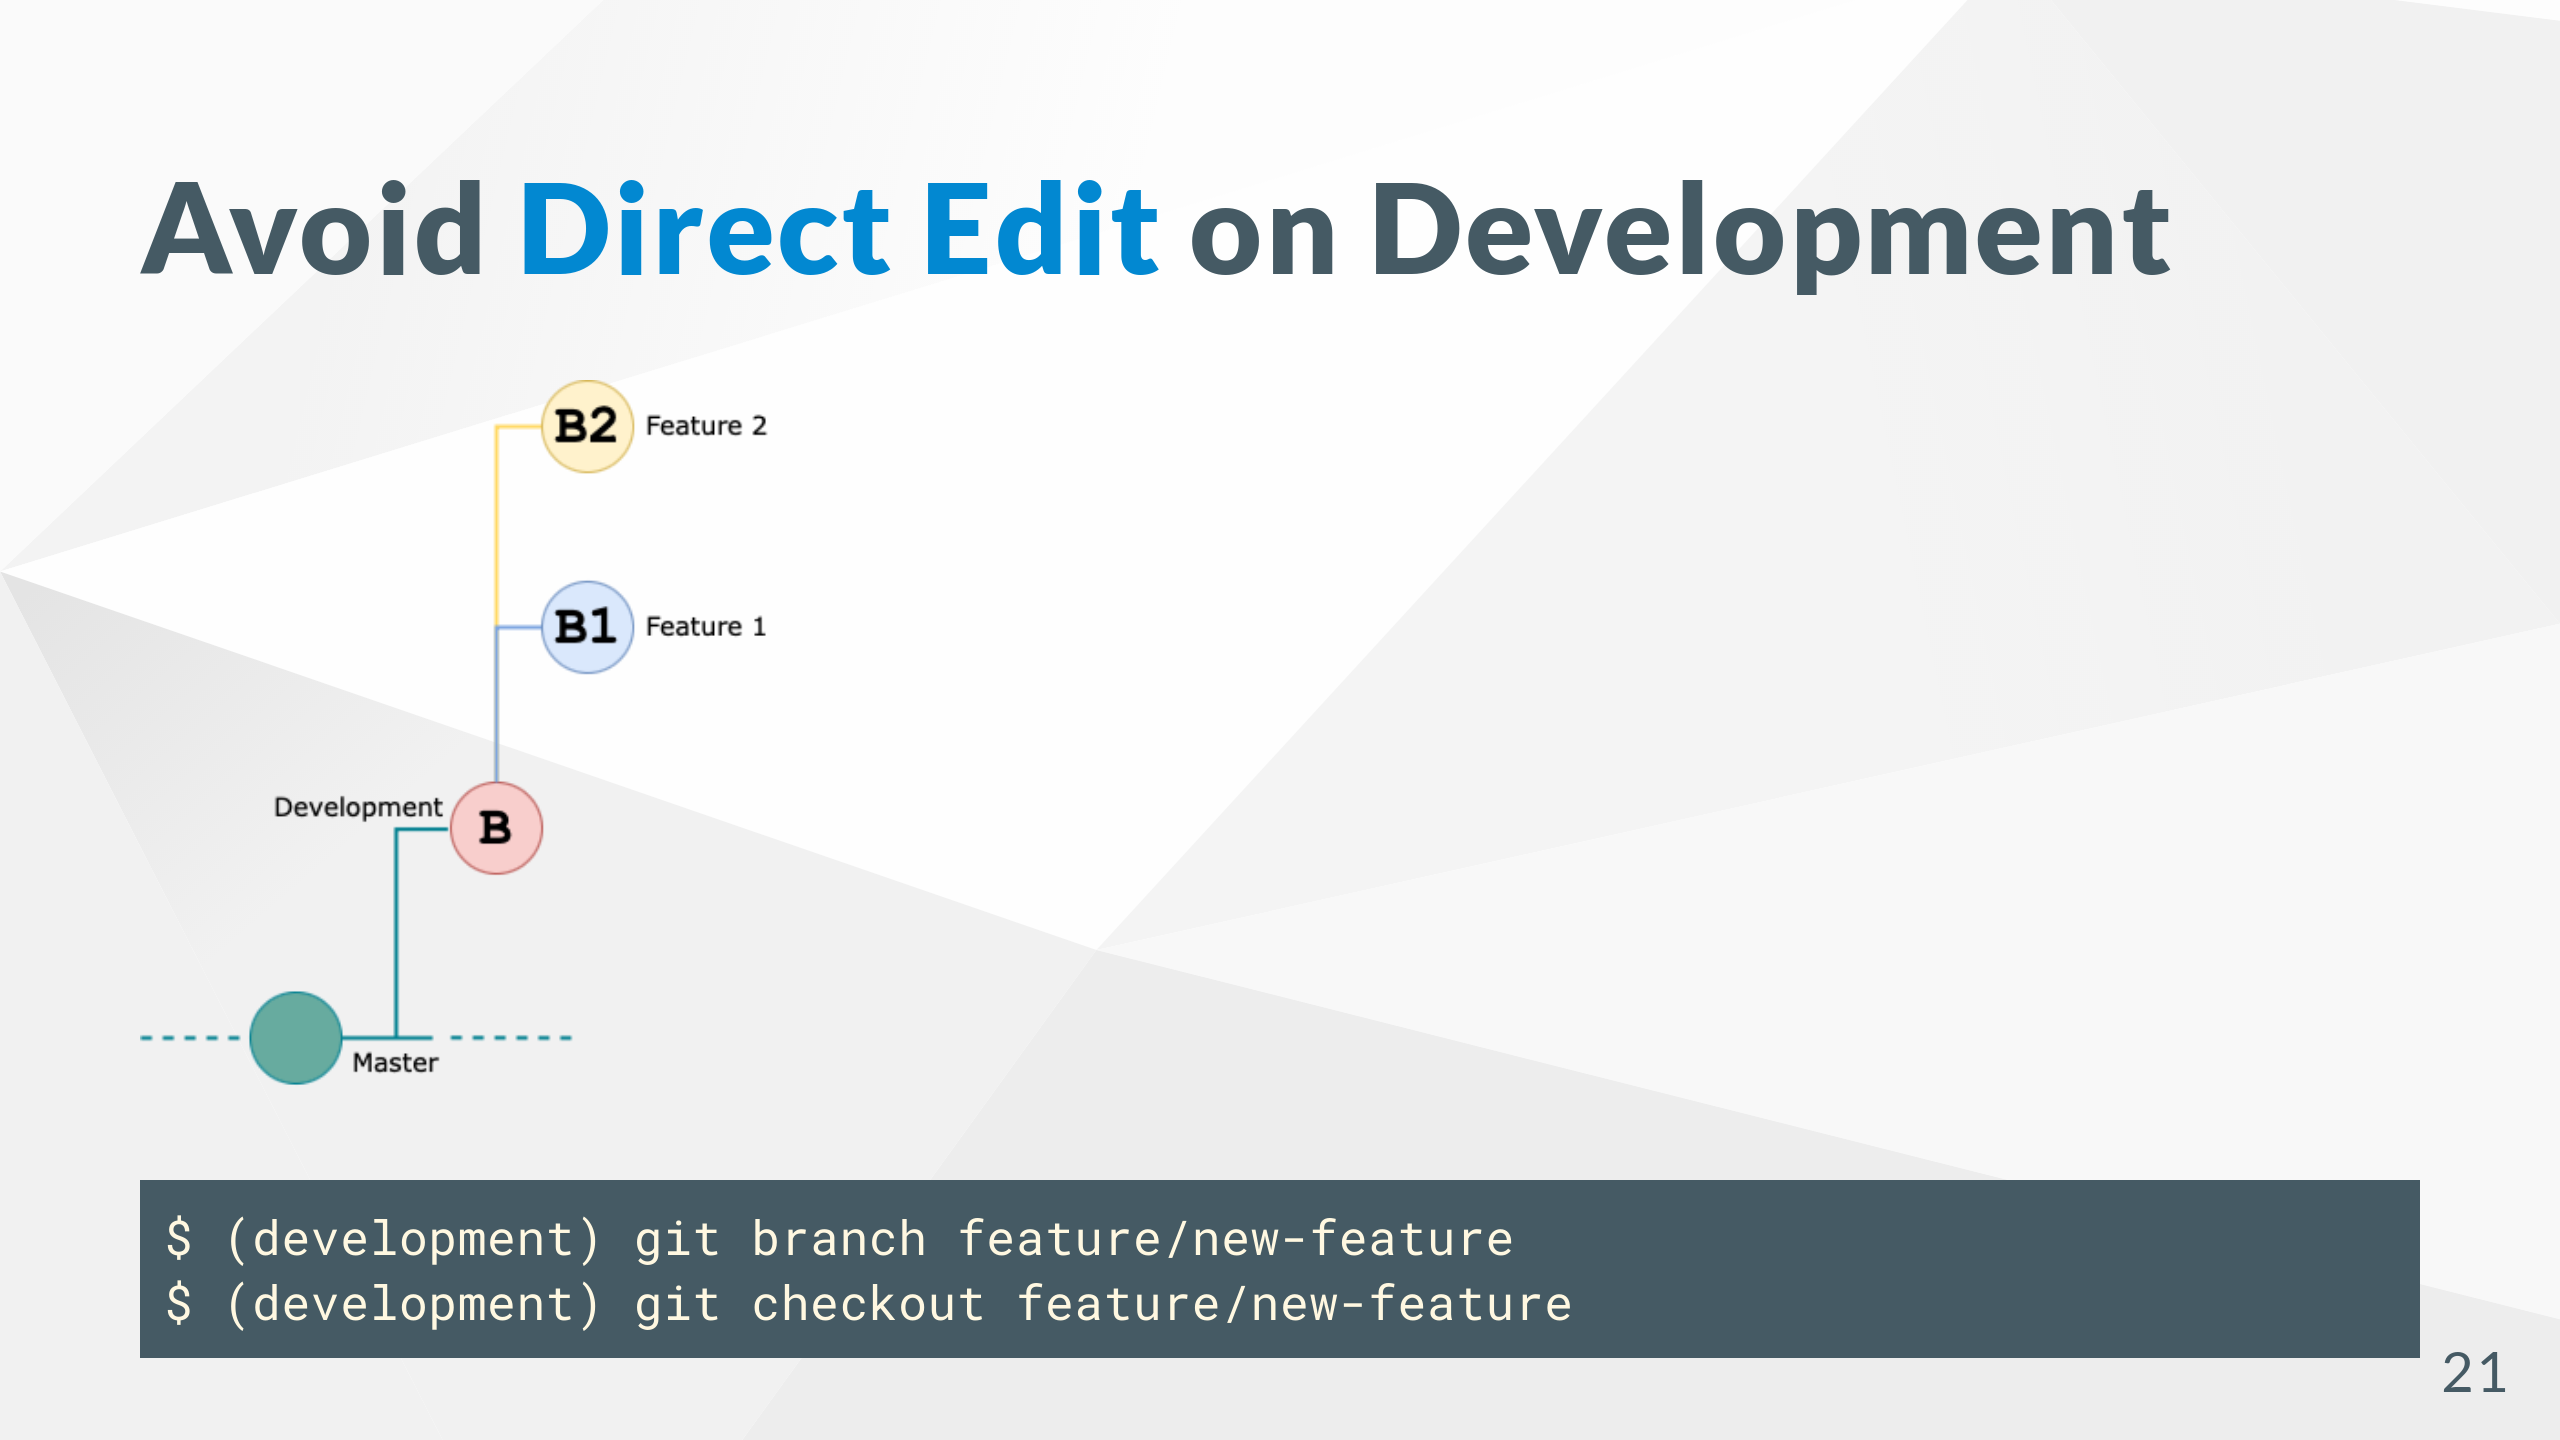 Avoid Direct Edit on Development
B2 Feature 2
B1 Feature 1
Development
B
Master
$ (development) git branch feature/new-feature
$ (development) git checkout feature/new-feature
21